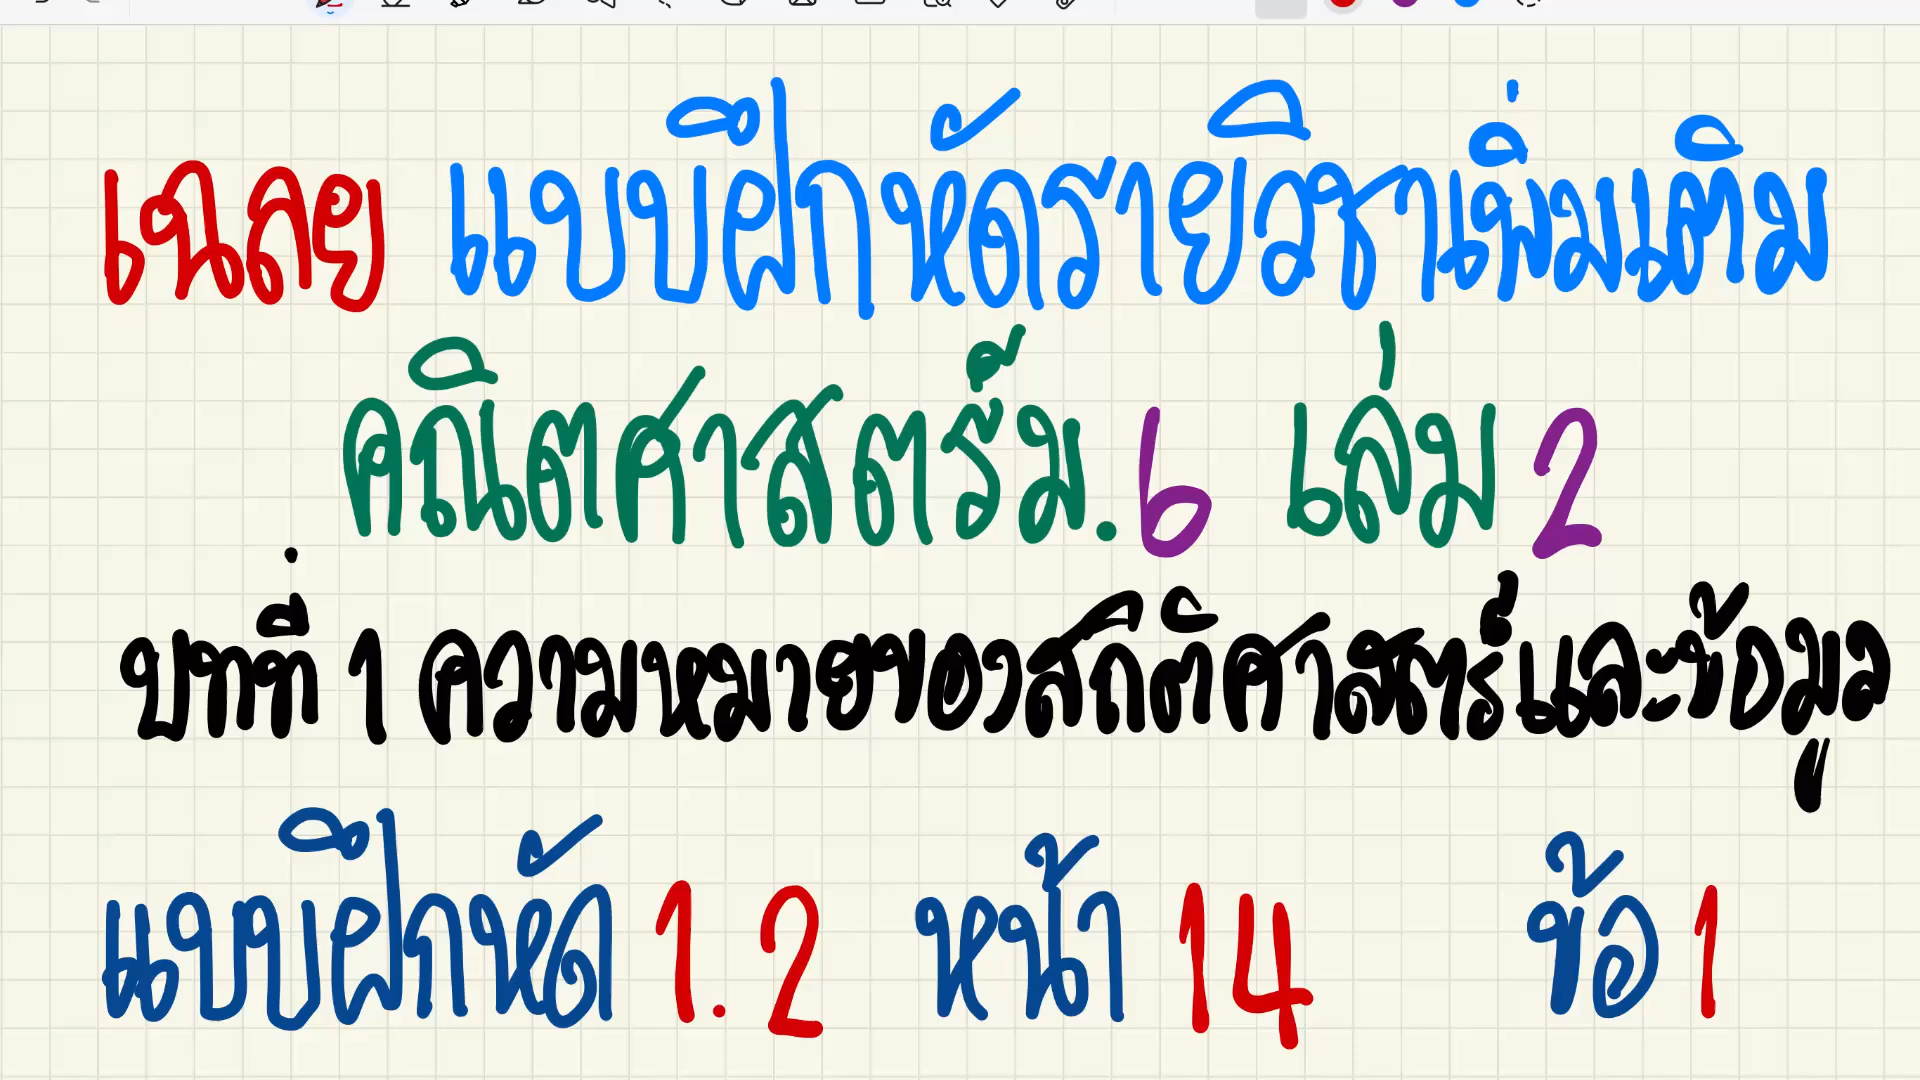 เฉลย แบบฝึกหัดรายวิชาเพิ่มเติม
คณิตศาสตร์ม.6 เล่ม 2
บทที่ 1 ความหมายของสถิติศาสตร์และข้อมูล
แบบฝึกหัด 1.2 หน้า 14 ข้อ 1